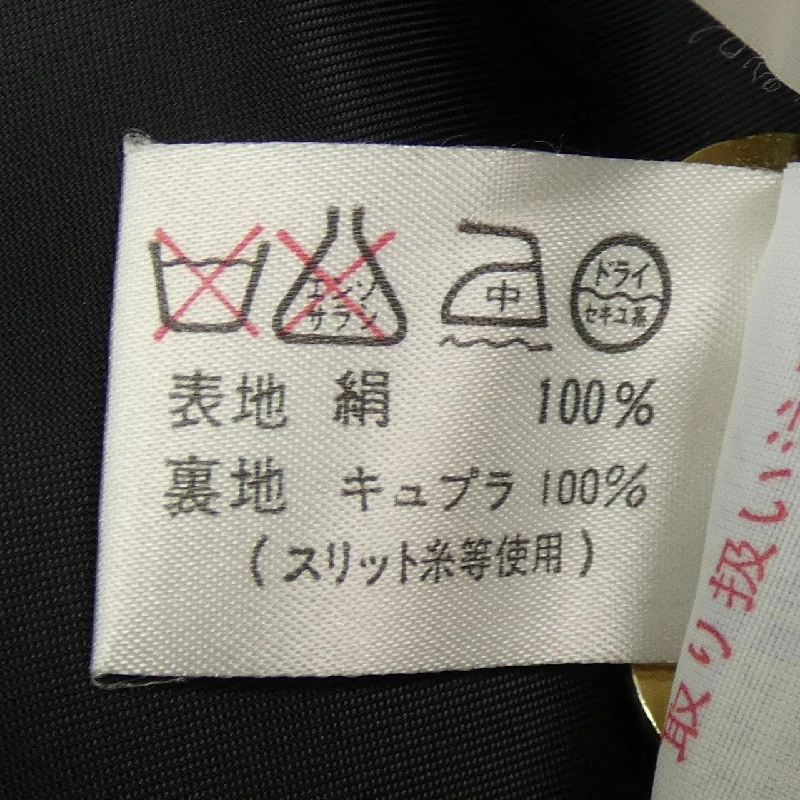 エンソ
サラシ
中
ドライ
セキユ系
表地 絹 100%
裏地 キュプラ 100%
(スリット糸等使用)
取り扱い注